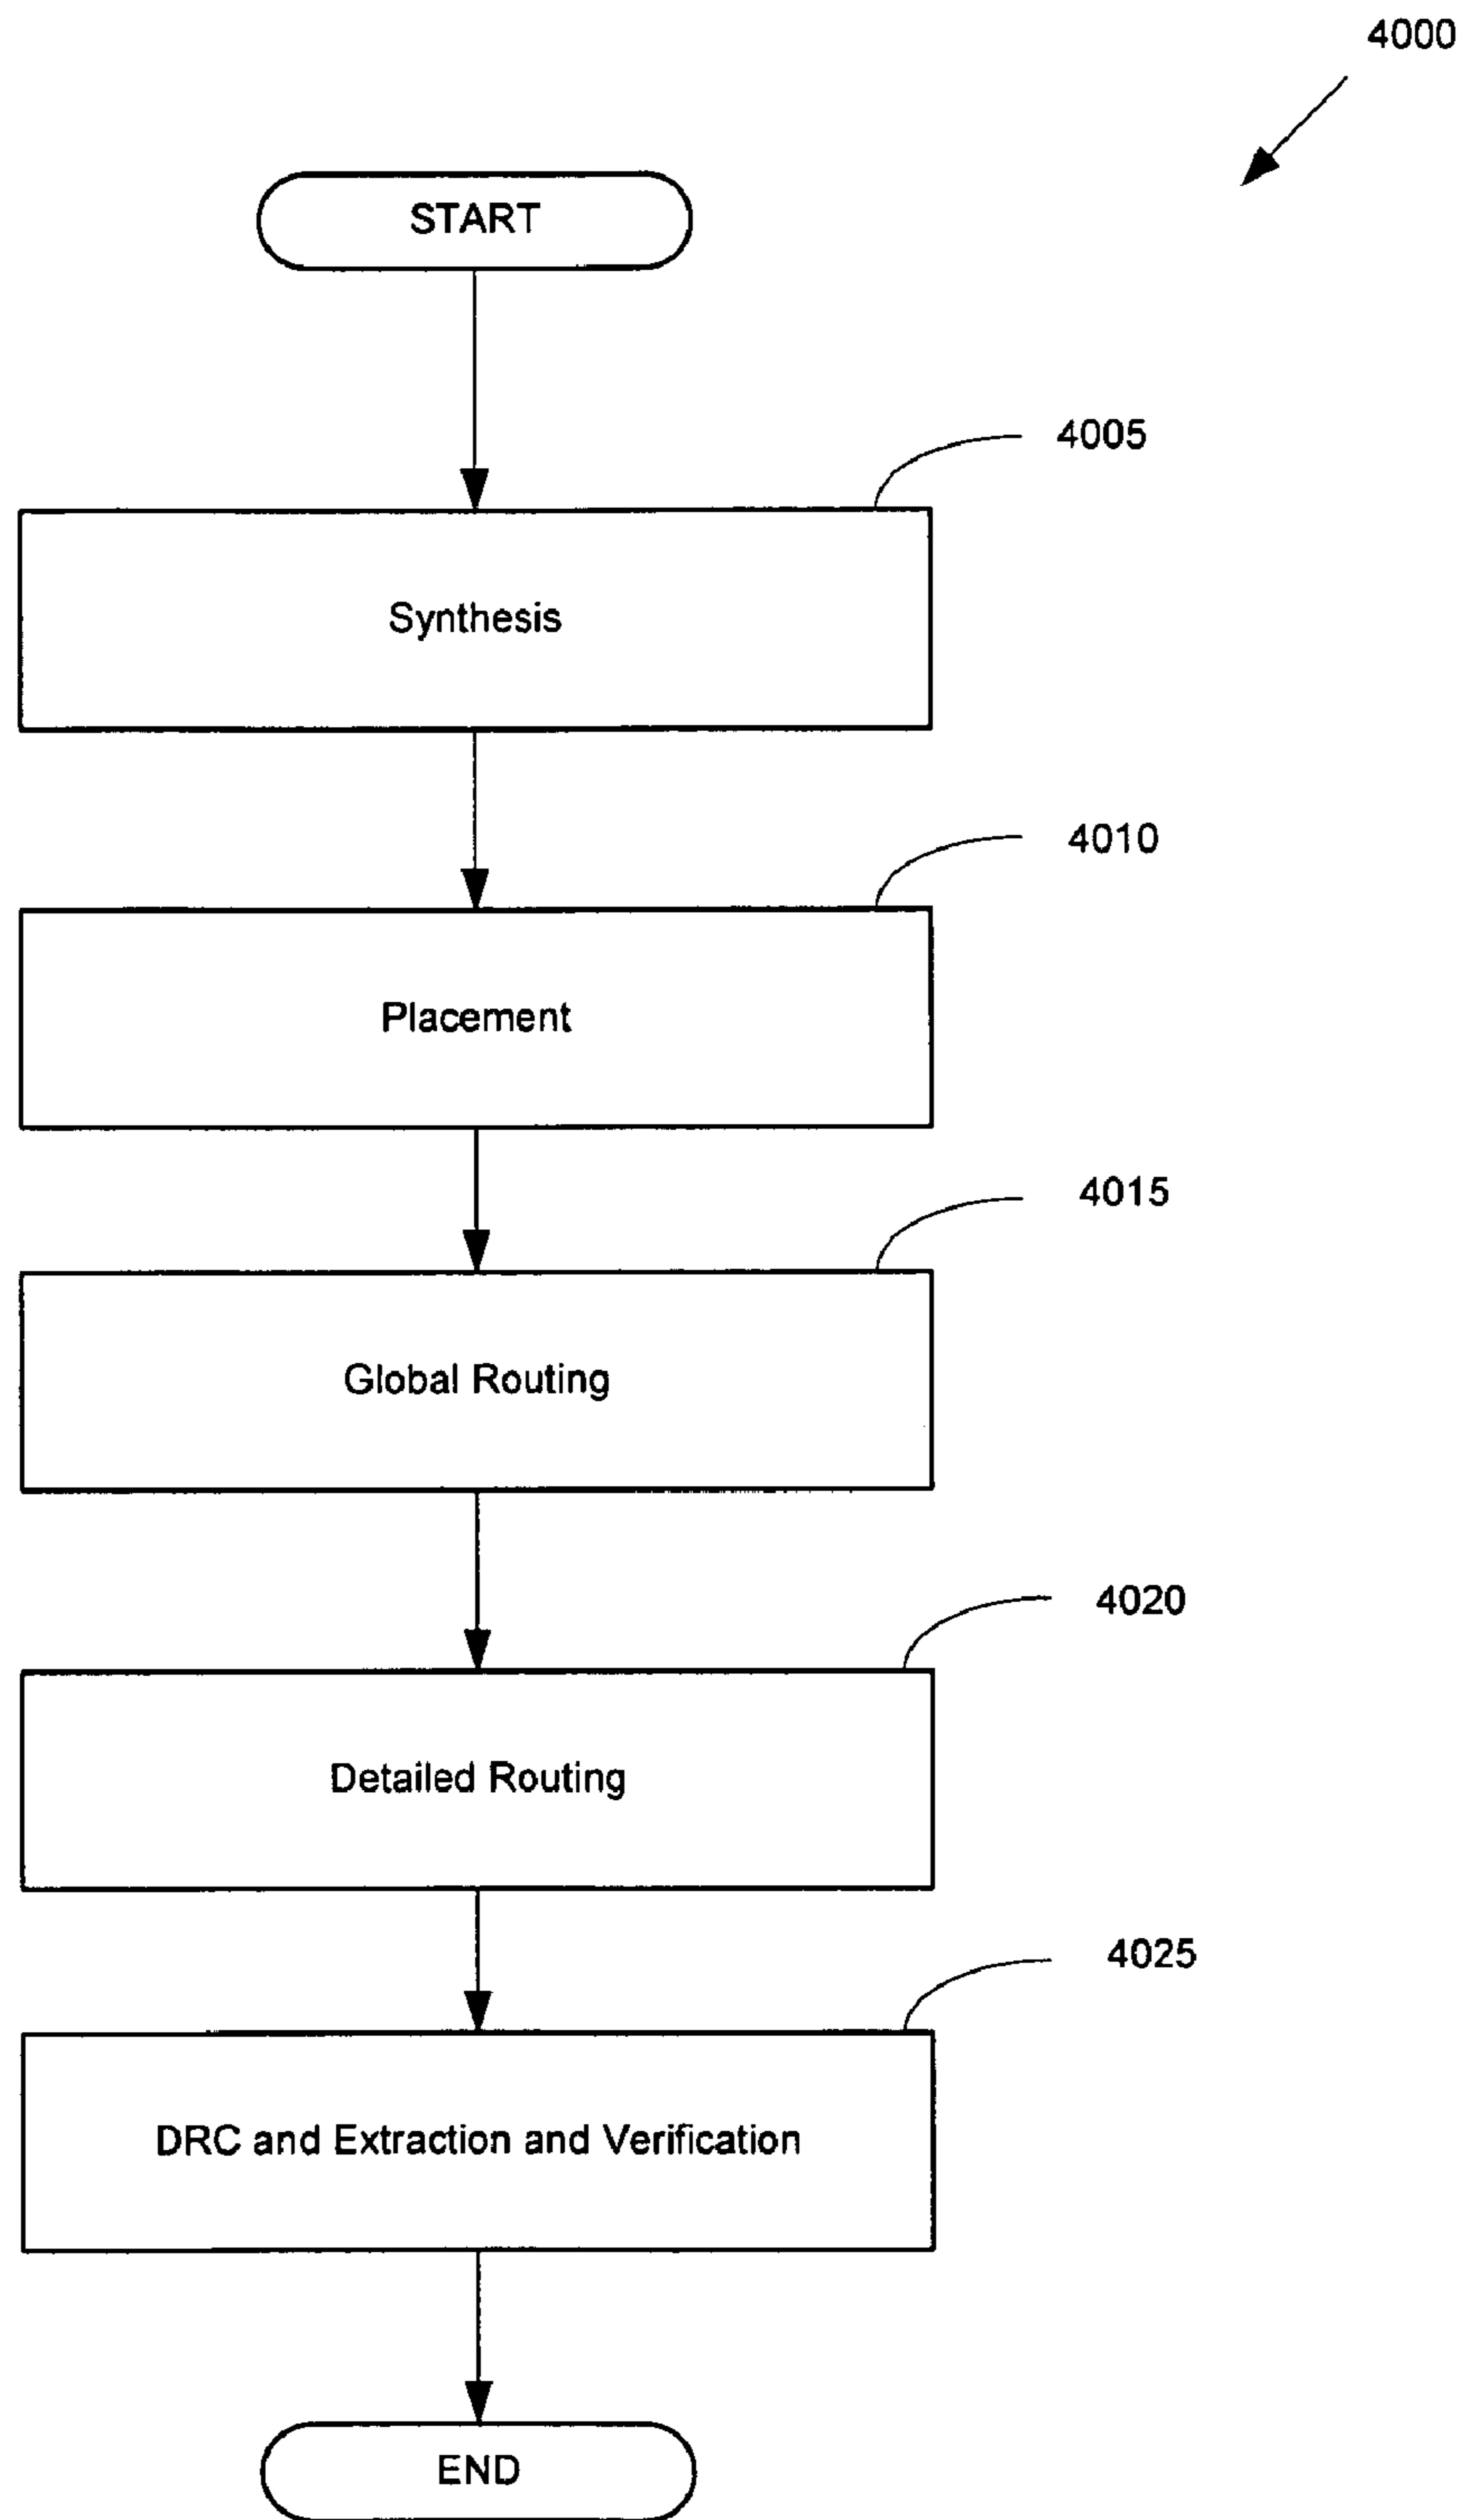 4000
START
4005
Synthesis
4010
Placement
4015
Global Routing
4020
Detailed Routing
4025
DRC and Extraction and Verification
END